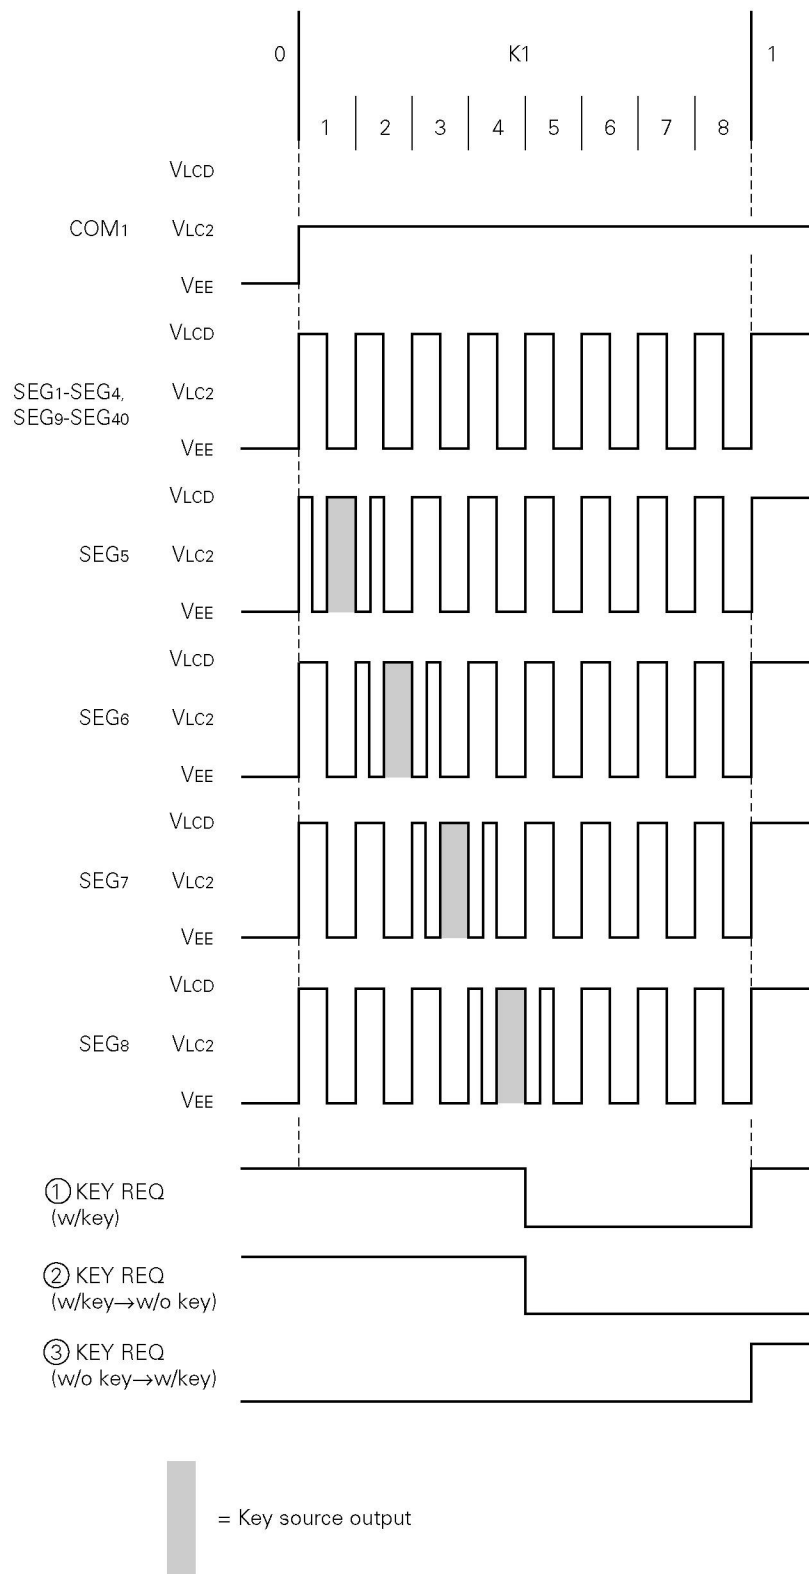 0 K1 1
1 2 3 4 5 6 7 8
VLCD
COM1 VLC2
VEE
VLCD
SEG1-SEG4,
SEG9-SEG40
VLC2
VEE
VLCD
SEG5 VLC2
VEE
VLCD
SEG6 VLC2
VEE
VLCD
SEG7 VLC2
VEE
VLCD
SEG8 VLC2
VEE
① KEY REQ
(w/key)
② KEY REQ
(w/key→w/o key)
③ KEY REQ
(w/o key→w/key)
= Key source output